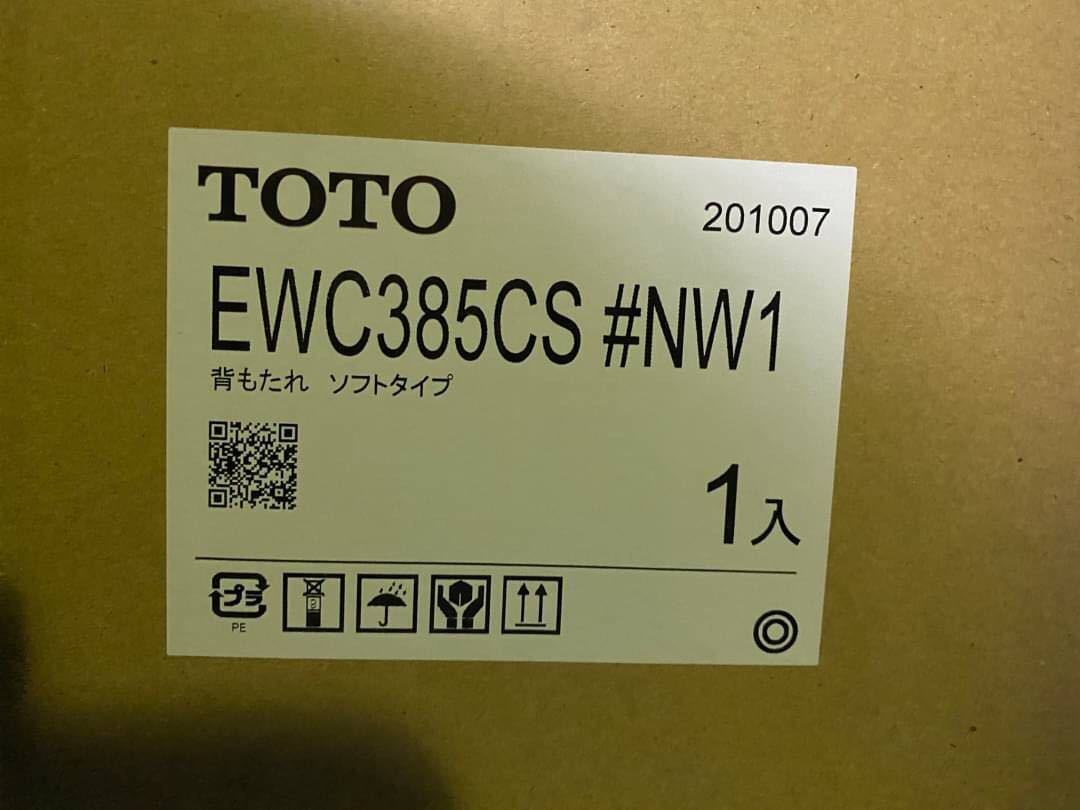 TOTO
201007
EWC385CS #NW1
背もたれ ソフトタイプ
1入
プラ
PE